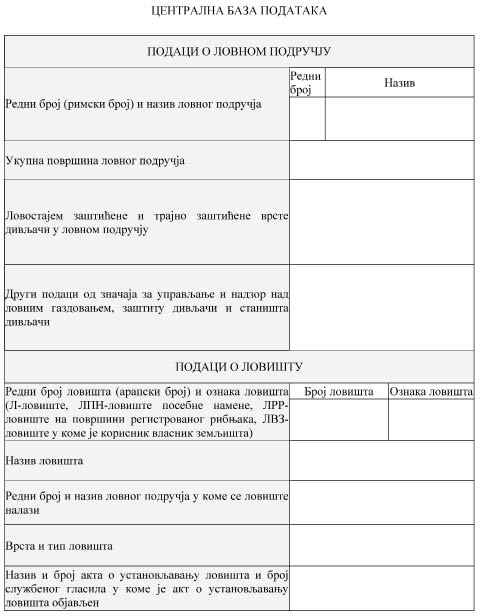 ЦЕНТРАЛНА БАЗА ПОДАТАКА
ПОДАЦИ О ЛОВНОМ ПОДРУЧЈУ
Редни број (римски број) и назив ловног подручја
Редни
број
Назив
Укупна површина ловног подручја
Ловостајем заштићене и трајно заштићене врсте
дивљачи у ловном подручју
Други подаци од значаја за управљање и надзор над
ловним газдовањем, заштиту дивљачи и станишта
дивљачи
ПОДАЦИ О ЛОВИШТУ
Редни број ловишта (арапски број) и ознака ловишта
(Л-ловиште, ЛПН-ловиште посебне намене, ЛРР-
ловиште на површини регистрованог рибњака, ЛВЗ-
ловиште у коме је корисник власник земљишта)
Број ловишта
Ознака ловишта
Назив ловишта
Редни број и назив ловног подручја у коме се ловиште
налази
Врста и тип ловишта
Назив и број акта о установљавању ловишта и број
службеног гласила у коме је акт о установљавању
ловишта објављен